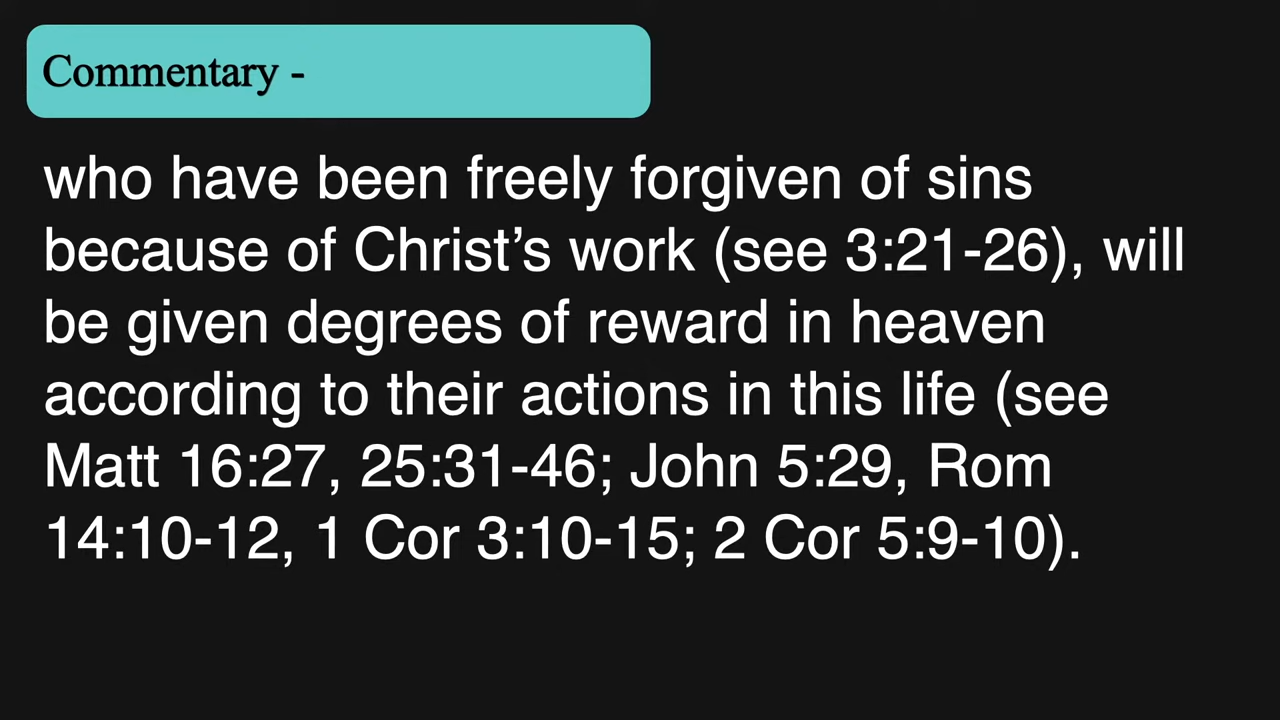 Commentary -
who have been freely forgiven of sins
because of Christ’s work (see 3:21-26), will
be given degrees of reward in heaven
according to their actions in this life (see
Matt 16:27, 25:31-46; John 5:29, Rom
14:10-12, 1 Cor 3:10-15; 2 Cor 5:9-10).